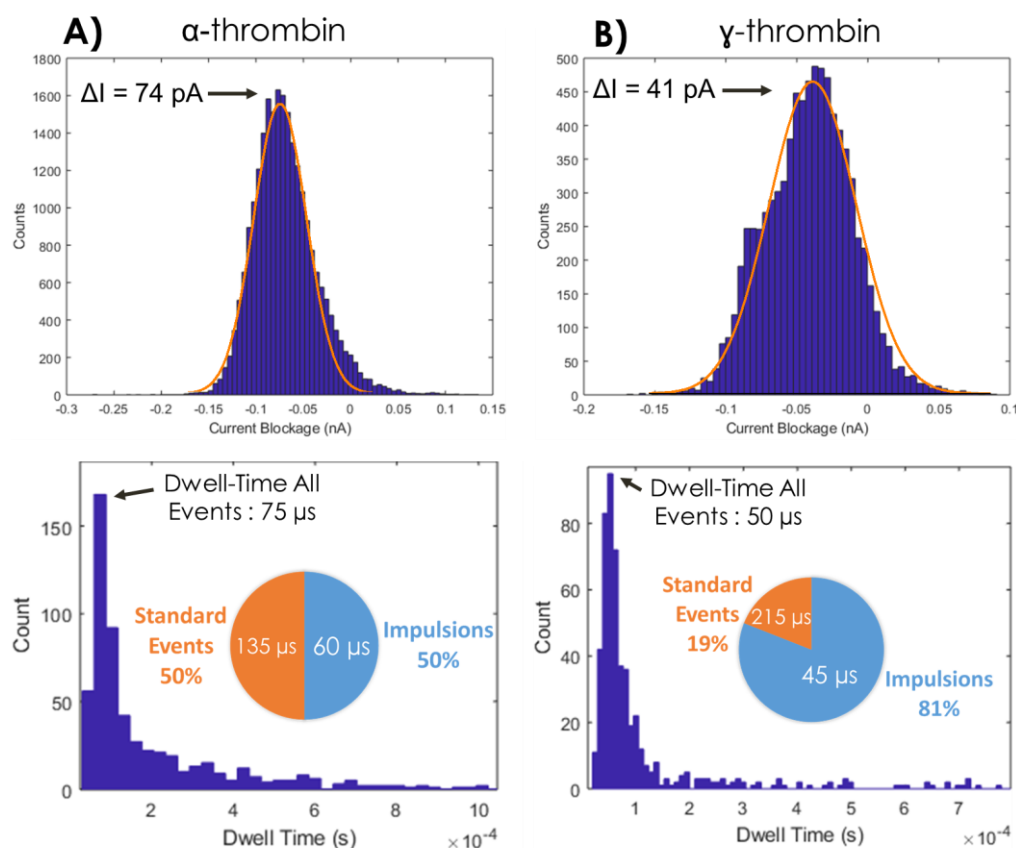 A)
α-thrombin
1800
1600
1400
1200
1000
800
600
400
200
0
Counts
ΔI = 74 pA
-0.3
-0.25
-0.2
-0.15
-0.1
-0.05
0
0.05
0.1
0.15
Current Blockage (nA)
B)
ɣ-thrombin
500
450
400
350
300
250
200
150
100
50
0
Counts
ΔI = 41 pA
-0.2
-0.15
-0.1
-0.05
0
0.05
0.1
Current Blockage (nA)
150
100
50
0
Count
Dwell-Time All
Events : 75 µs
Standard
Events
50%
135 µs
60 µs
Impulsions
50%
2
4
6
8
10
Dwell Time (s)
×10⁻⁴
80
60
40
20
0
Count
Dwell-Time All
Events : 50 µs
Standard
Events
19%
215 µs
45 µs
Impulsions
81%
1
2
3
4
5
6
7
Dwell Time (s)
×10⁻⁴